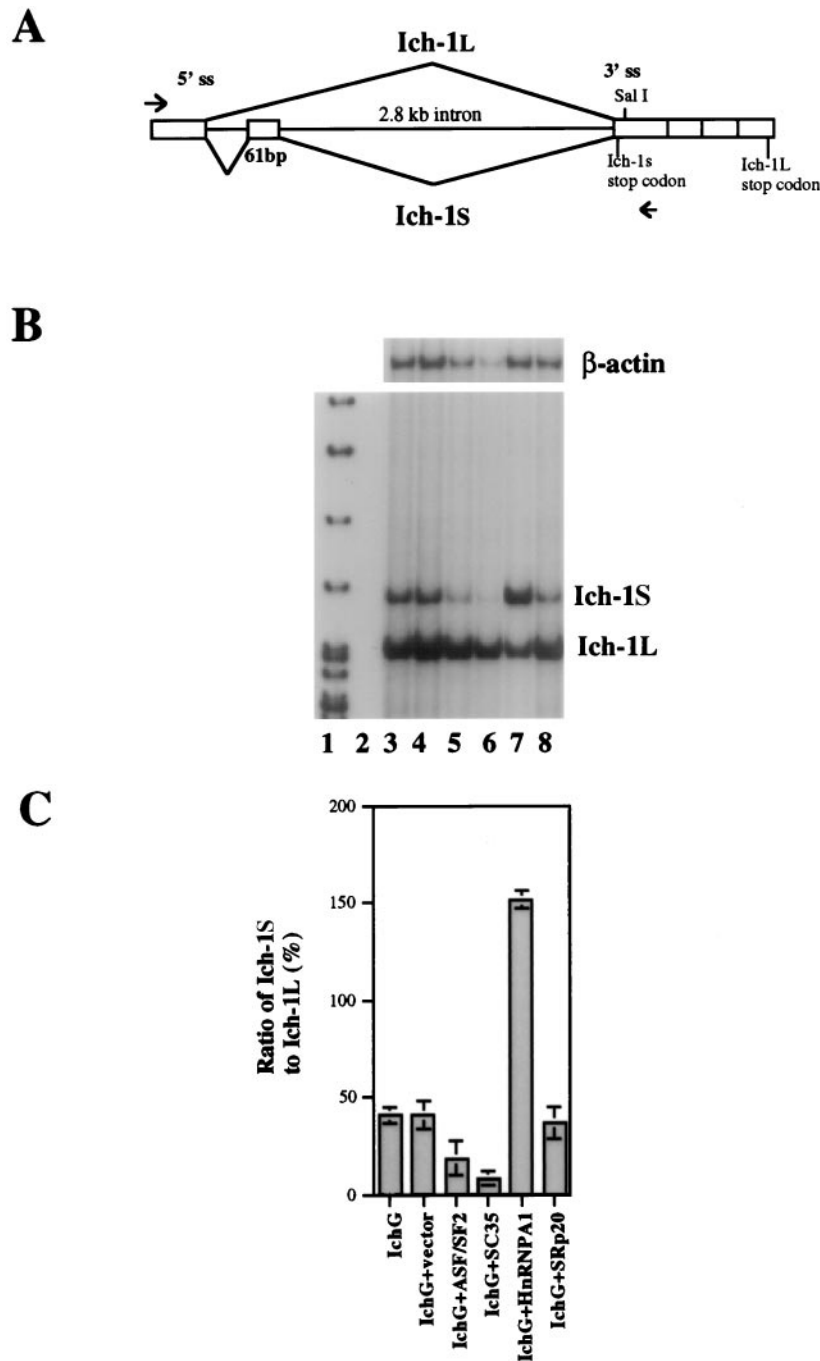 A
Ich-1L
5' ss
3' ss
Sal I
2.8 kb intron
61bp
Ich-1s
stop codon
Ich-1L
stop codon
Ich-1S
B
β-actin
Ich-1S
Ich-1L
1 2 3 4 5 6 7 8
C
200
150
100
50
0
Ratio of Ich-1S
to Ich-1L (%)
IchG
IchG+vector
IchG+ASF/SF2
IchG+SC35
IchG+HnRNPA1
IchG+SRp20